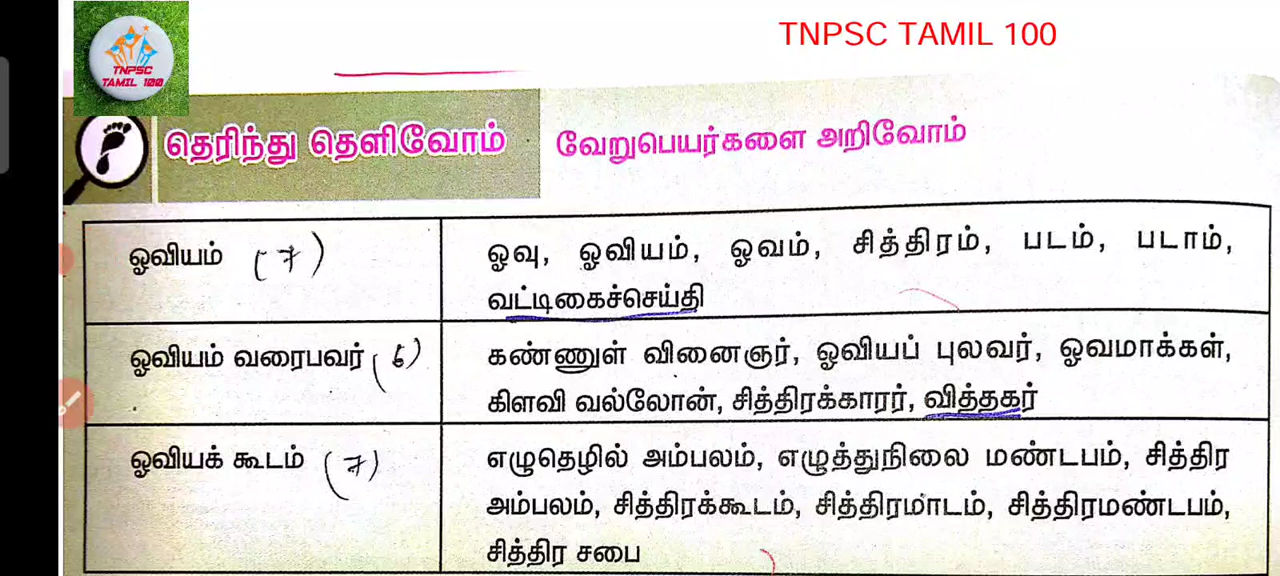 TNPSC TAMIL 100
TNPSC
TAMIL 100
தெரிந்து தெளிவோம்
வேறுபெயர்களை அறிவோம்
ஓவியம் (7)
ஓவு, ஓவியம், ஓவம், சித்திரம், படம், படாம்,
வட்டிகைச்செய்தி
ஓவியம் வரைபவர் (6)
கண்ணுள் வினைஞர், ஓவியப் புலவர், ஓவமாக்கள்,
கிளவி வல்லோன், சித்திரக்காரர், வித்தகர்
ஓவியக் கூடம் (7)
எழுதெழில் அம்பலம், எழுத்துநிலை மண்டபம், சித்திர
அம்பலம், சித்திரக்கூடம், சித்திரமாடம், சித்திரமண்டபம்,
சித்திர சபை